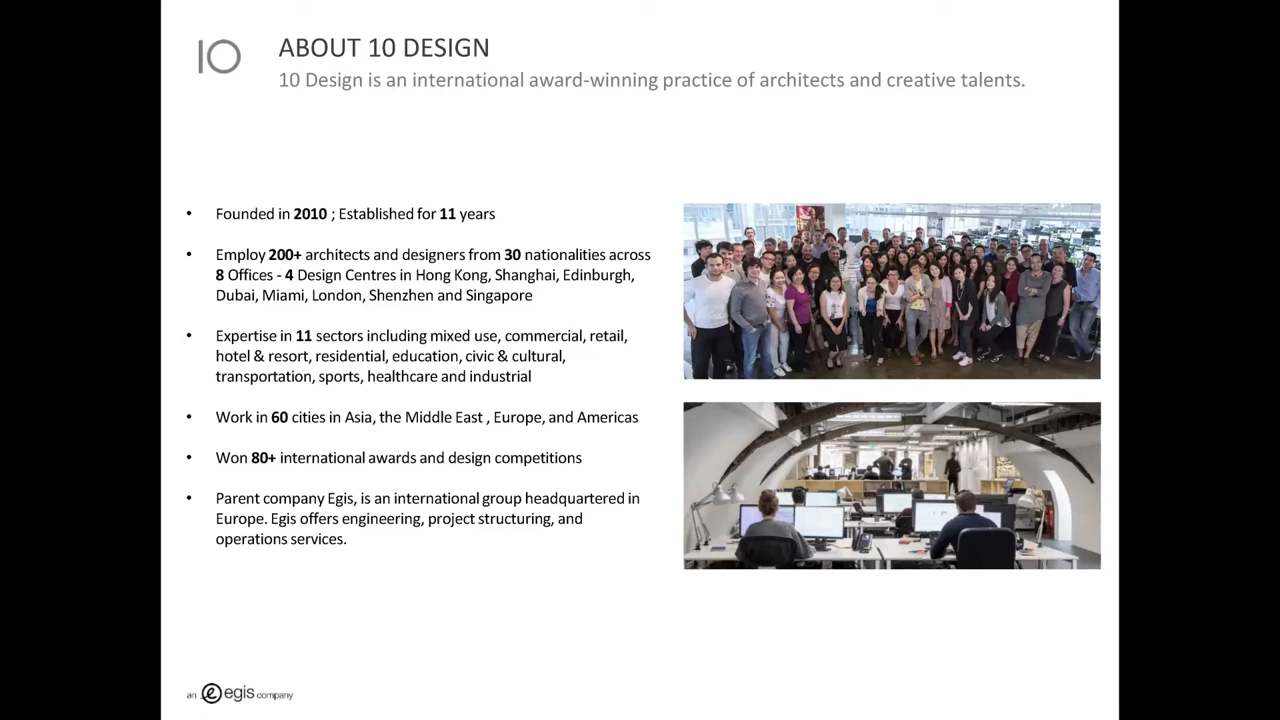 10
ABOUT 10 DESIGN
10 Design is an international award-winning practice of architects and creative talents.
• Founded in 2010 ; Established for 11 years
• Employ 200+ architects and designers from 30 nationalities across
8 Offices - 4 Design Centres in Hong Kong, Shanghai, Edinburgh,
Dubai, Miami, London, Shenzhen and Singapore
• Expertise in 11 sectors including mixed use, commercial, retail,
hotel & resort, residential, education, civic & cultural,
transportation, sports, healthcare and industrial
• Work in 60 cities in Asia, the Middle East , Europe, and Americas
• Won 80+ international awards and design competitions
• Parent company Egis, is an international group headquartered in
Europe. Egis offers engineering, project structuring, and
operations services.
an e egis company